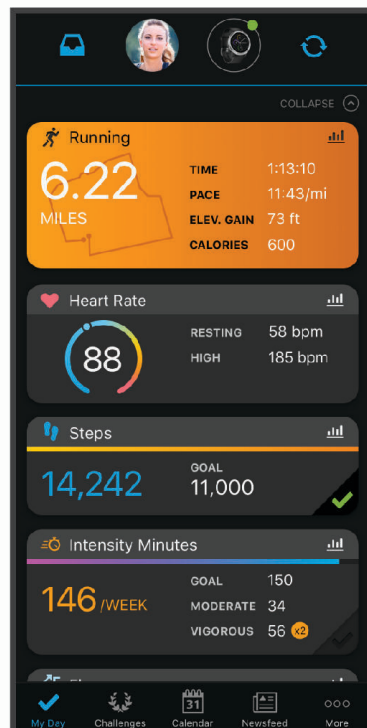 COLLAPSE
Running
6.22
MILES
TIME 1:13:10
PACE 11:43/mi
ELEV. GAIN 73 ft
CALORIES 600
Heart Rate
88
RESTING 58 bpm
HIGH 185 bpm
Steps
14,242
GOAL
11,000
Intensity Minutes
146 /WEEK
GOAL 150
MODERATE 34
VIGOROUS 56 x2
31
My Day Challenges Calendar Newsfeed More